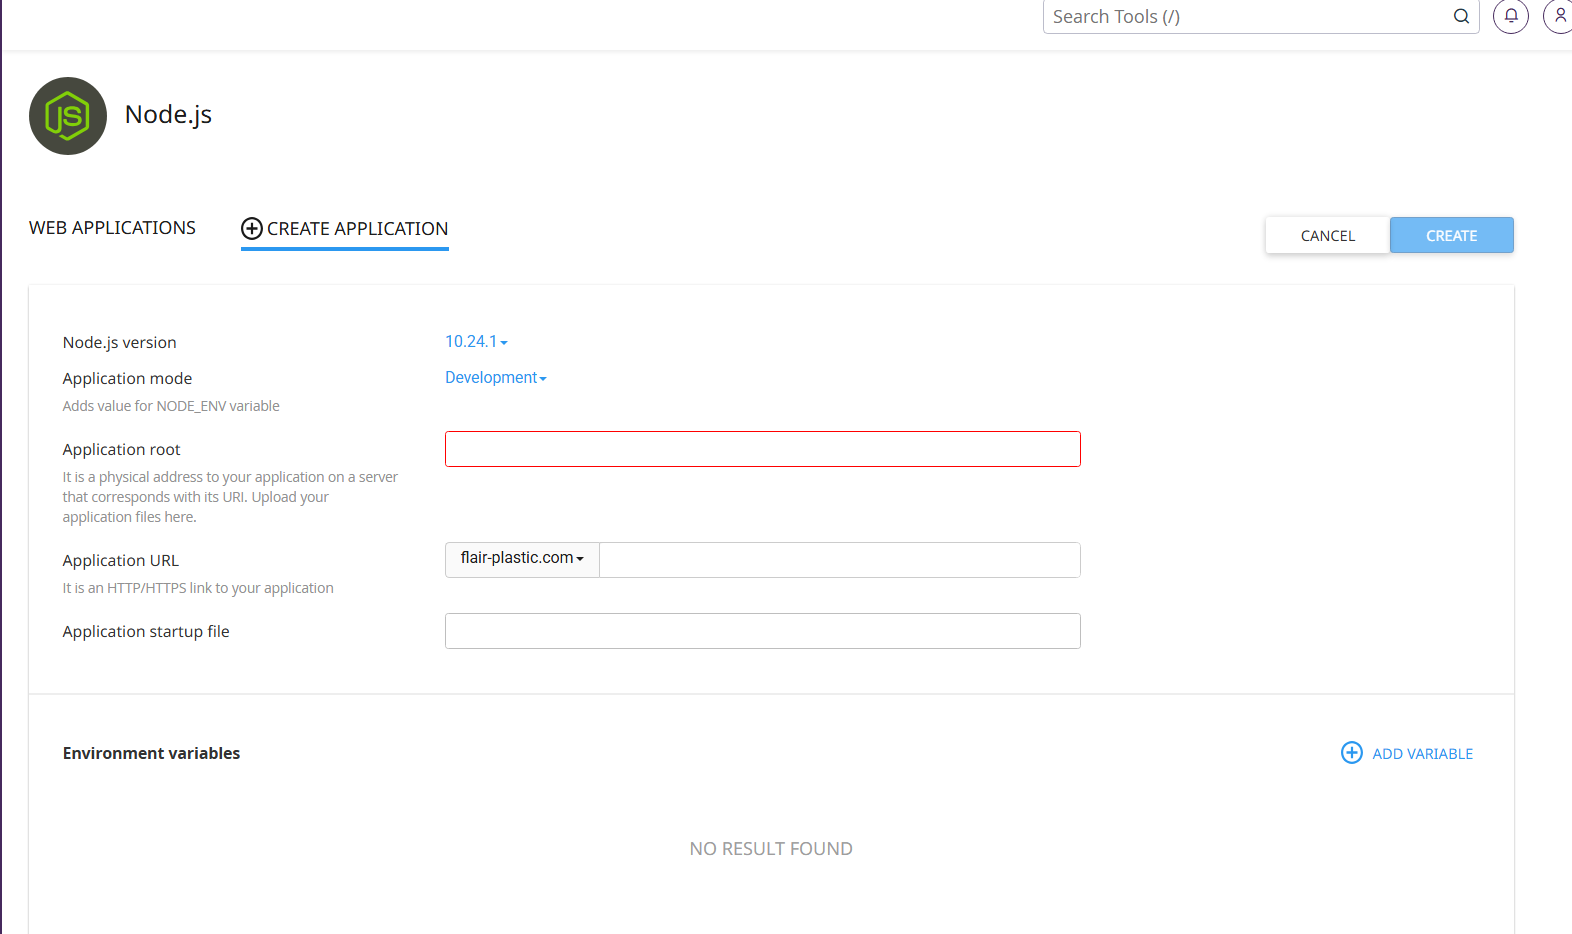 Search Tools (/)
JS
Node.js
WEB APPLICATIONS
CREATE APPLICATION
CANCEL
CREATE
Node.js version
10.24.1
Application mode
Development
Adds value for NODE_ENV variable
Application root
It is a physical address to your application on a server
that corresponds with its URI. Upload your
application files here.
Application URL
flair-plastic.com
It is an HTTP/HTTPS link to your application
Application startup file
Environment variables
ADD VARIABLE
NO RESULT FOUND